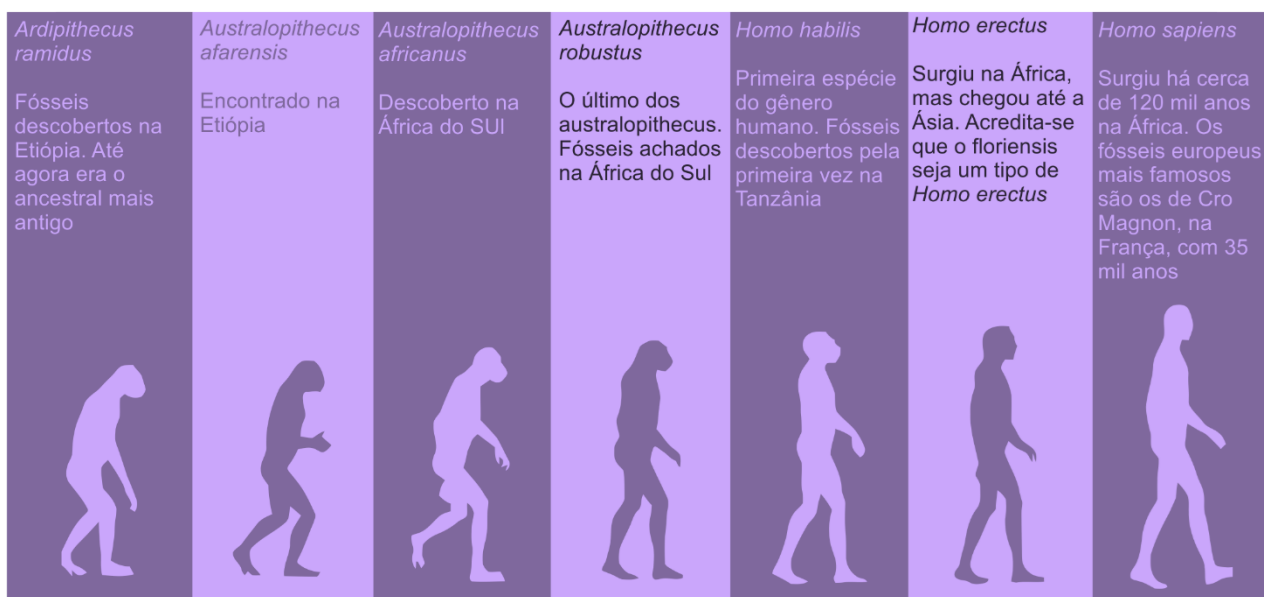 Ardipithecus
ramidus
Fósseis
descobertos na
Etiópia. Até
agora era o
ancestral mais
antigo
Australopithecus
afarensis
Encontrado na
Etiópia
Australopithecus
africanus
Descoberto na
África do SUl
Australopithecus
robustus
O último dos
australopithecus.
Fósseis achados
na África do Sul
Homo habilis
Primeira espécie
do gênero
humano. Fósseis
descobertos pela
primeira vez na
Tanzânia
Homo erectus
Surgiu na África,
mas chegou até a
Ásia. Acredita-se
que o floriensis
seja um tipo de
Homo erectus
Homo sapiens
Surgiu há cerca
de 120 mil anos
na África. Os
fósseis europeus
mais famosos
são os de Cro
Magnon, na
França, com 35
mil anos